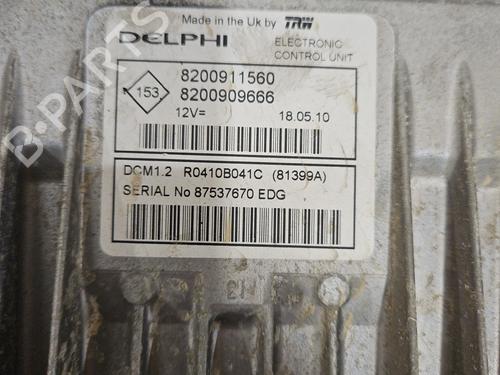 Made in the Uk by TRW
DELPHI
ELECTRONIC
CONTROL UNIT
153
8200911560
8200909666
12V=
18.05.10
DCM1.2 R0410B041C (81399A)
SERIAL No 87537670 EDG
B-PARTS